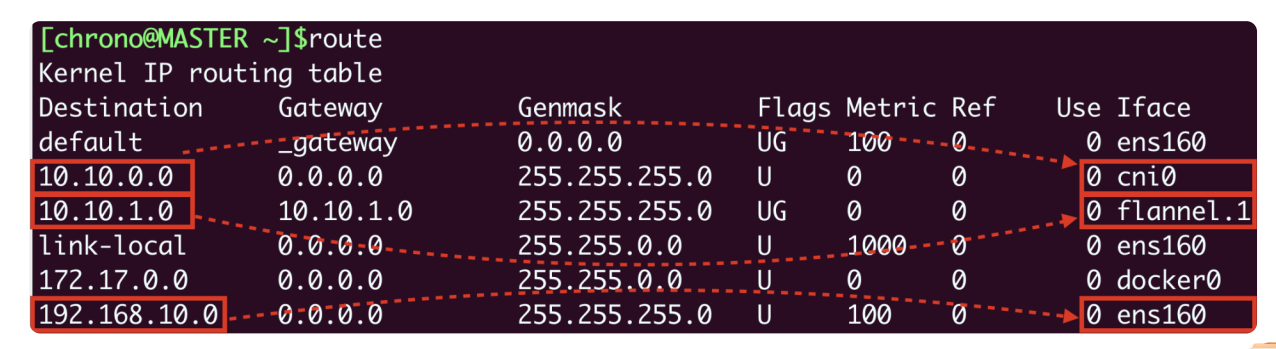 [chrono@MASTER ~]$route
Kernel IP routing table
Destination Gateway Genmask Flags Metric Ref Use Iface
default _gateway 0.0.0.0 UG 100 0 0 ens160
10.10.0.0 0.0.0.0 255.255.255.0 U 0 0 0 cni0
10.10.1.0 10.10.1.0 255.255.255.0 UG 0 0 0 flannel.1
link-local 0.0.0.0 255.255.0.0 U 1000 0 0 ens160
172.17.0.0 0.0.0.0 255.255.0.0 U 0 0 0 docker0
192.168.10.0 0.0.0.0 255.255.255.0 U 100 0 0 ens160